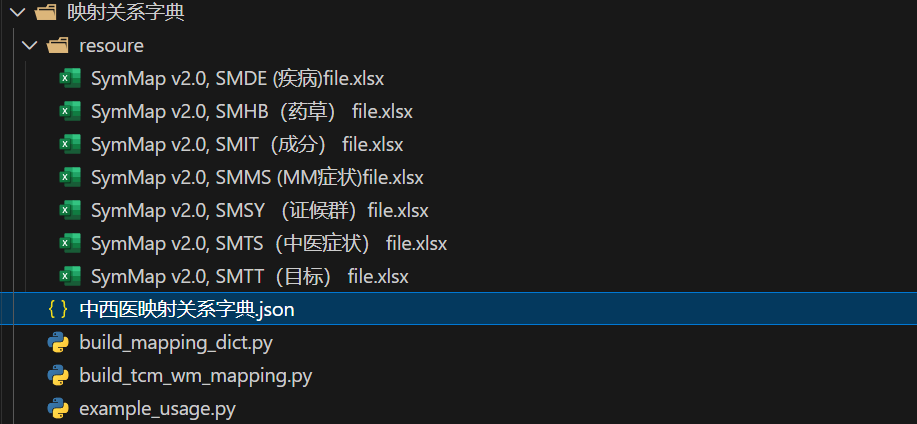 映射关系字典
resoure
SymMap v2.0, SMDE (疾病)file.xlsx
SymMap v2.0, SMHB（药草） file.xlsx
SymMap v2.0, SMIT（成分） file.xlsx
SymMap v2.0, SMMS (MM症状)file.xlsx
SymMap v2.0, SMSY （证候群）file.xlsx
SymMap v2.0, SMTS（中医症状） file.xlsx
SymMap v2.0, SMTT（目标） file.xlsx
中西医映射关系字典.json
build_mapping_dict.py
build_tcm_wm_mapping.py
example_usage.py